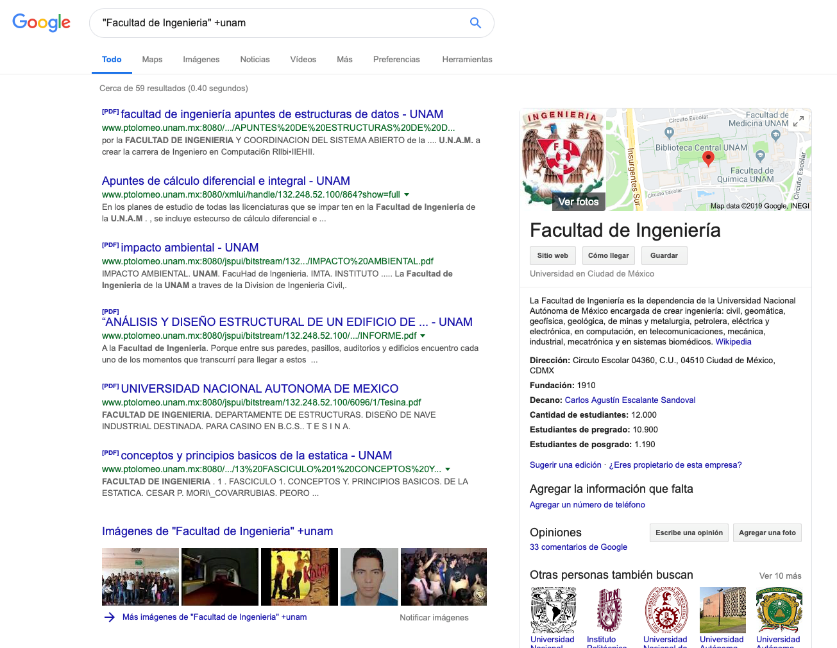 Google
"Facultad de Ingenieria" +unam
Todo Maps Imágenes Noticias Vídeos Más Preferencias Herramientas
Cerca de 59 resultados (0.40 segundos)
[PDF] facultad de ingeniería apuntes de estructuras de datos - UNAM
www.ptolomeo.unam.mx:8080/.../APUNTES%20DE%20ESTRUCTURAS%20DE%20D...
por la FACULTAD DE INGENIERIA Y COORDINACION DEL SISTEMA ABIERTO de la .... U.N.A.M. a
crear la carrera de Ingeniero en Computación RIIbi•IIEHII.
Apuntes de cálculo diferencial e integral - UNAM
www.ptolomeo.unam.mx:8080/xmlui/handle/132.248.52.100/864?show=full
En los planes de estudio de todas las licenciaturas que se impar ten en la Facultad de Ingeniería de
la U.N.A.M . , se incluye estecurso de cálculo diferencial e ...
[PDF] impacto ambiental - UNAM
www.ptolomeo.unam.mx:8080/jspui/bitstream/132.../IMPACTO%20AMBIENTAL.pdf
IMPACTO AMBIENTAL. UNAM. FacuHad de Ingenieria. IMTA. INSTITUTO ..... La Facultad de
Ingenieria de la UNAM a traves de la Division de Ingenieria Civil,.
[PDF]
"ANÁLISIS Y DISEÑO ESTRUCTURAL DE UN EDIFICIO DE ... - UNAM
www.ptolomeo.unam.mx:8080/jspui/bitstream/132.248.52.100/.../INFORME.pdf
A la Facultad de Ingeniería. Porque entre sus paredes, pasillos, auditorios y edificios encuentro cada
uno de los momentos que transcurrí para llegar a estos ...
[PDF] UNIVERSIDAD NACIONAL AUTONOMA DE MEXICO
www.ptolomeo.unam.mx:8080/jspui/bitstream/132.248.52.100/6096/1/Tesina.pdf
FACULTAD DE INGENIERIA. DEPARTAMENTE DE ESTRUCTURAS. DISEÑO DE NAVE
INDUSTRIAL DESTINADA. PARA CASINO EN B.C.S.. T E S I N A.
[PDF] conceptos y principios basicos de la estatica - UNAM
www.ptolomeo.unam.mx:8080/.../13%20FASCICULO%201%20CONCEPTOS%20Y...
FACULTAD DE INGENIERIA . 1 . FASCICULO 1. CONCEPTOS Y. PRINCIPIOS BASICOS. DE LA
ESTATICA. CESAR P. MORI\_COVARRUBIAS. PEORO ...
Imágenes de "Facultad de Ingenieria" +unam
Más imágenes de "Facultad de Ingenieria" +unam
Notificar imágenes
INGENIERIA
Ver fotos
Circuito Escolar
Facultad de
Medicina UNAM
Biblioteca Central UNAM
Insurgentes Sur
Facultad de
Química UNAM
Circuito Escolar
Map data ©2019 Google, INEGI
Facultad de Ingeniería
Sitio web Cómo llegar Guardar
Universidad en Ciudad de México
La Facultad de Ingeniería es la dependencia de la Universidad Nacional
Autónoma de México encargada de crear ingeniería: civil, geomática,
geofísica, geológica, de minas y metalurgia, petrolera, eléctrica y
electrónica, en computación, en telecomunicaciones, mecánica,
industrial, mecatrónica y en sistemas biomédicos. Wikipedia
Dirección: Circuto Escolar 04360, C.U., 04510 Ciudad de México,
CDMX
Fundación: 1910
Decano: Carlos Agustín Escalante Sandoval
Cantidad de estudiantes: 12.000
Estudiantes de pregrado: 10.900
Estudiantes de posgrado: 1.190
Sugerir una edición · ¿Eres propietario de esta empresa?
Agregar la información que falta
Agregar un número de teléfono
Opiniones
Escribe una opinión Agregar una foto
33 comentarios de Google
Otras personas también buscan Ver 10 más
Universidad Instituto Universidad Universidad Universidad